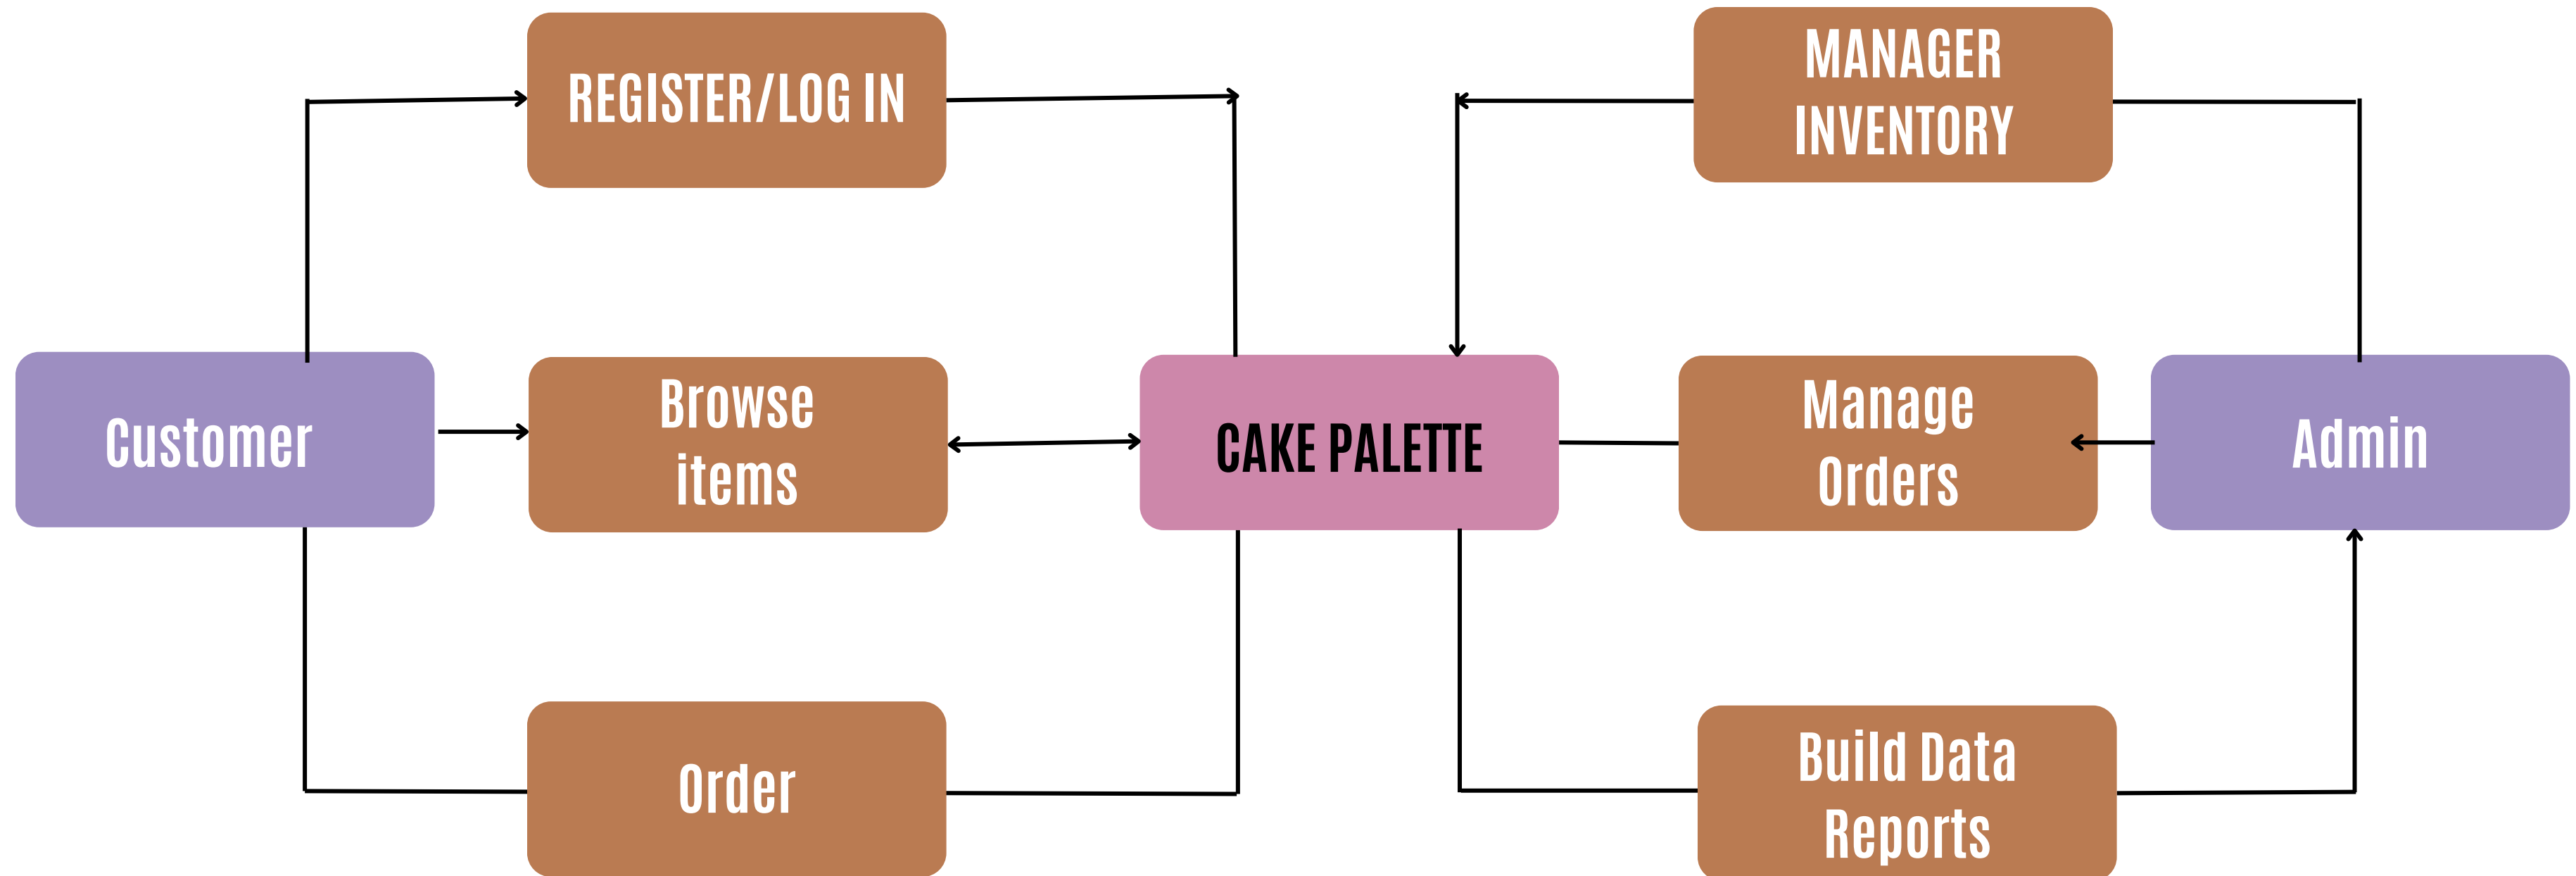 REGISTER/LOG IN
MANAGER
INVENTORY
Customer
Browse
items
CAKE PALETTE
Manage
Orders
Admin
Order
Build Data
Reports